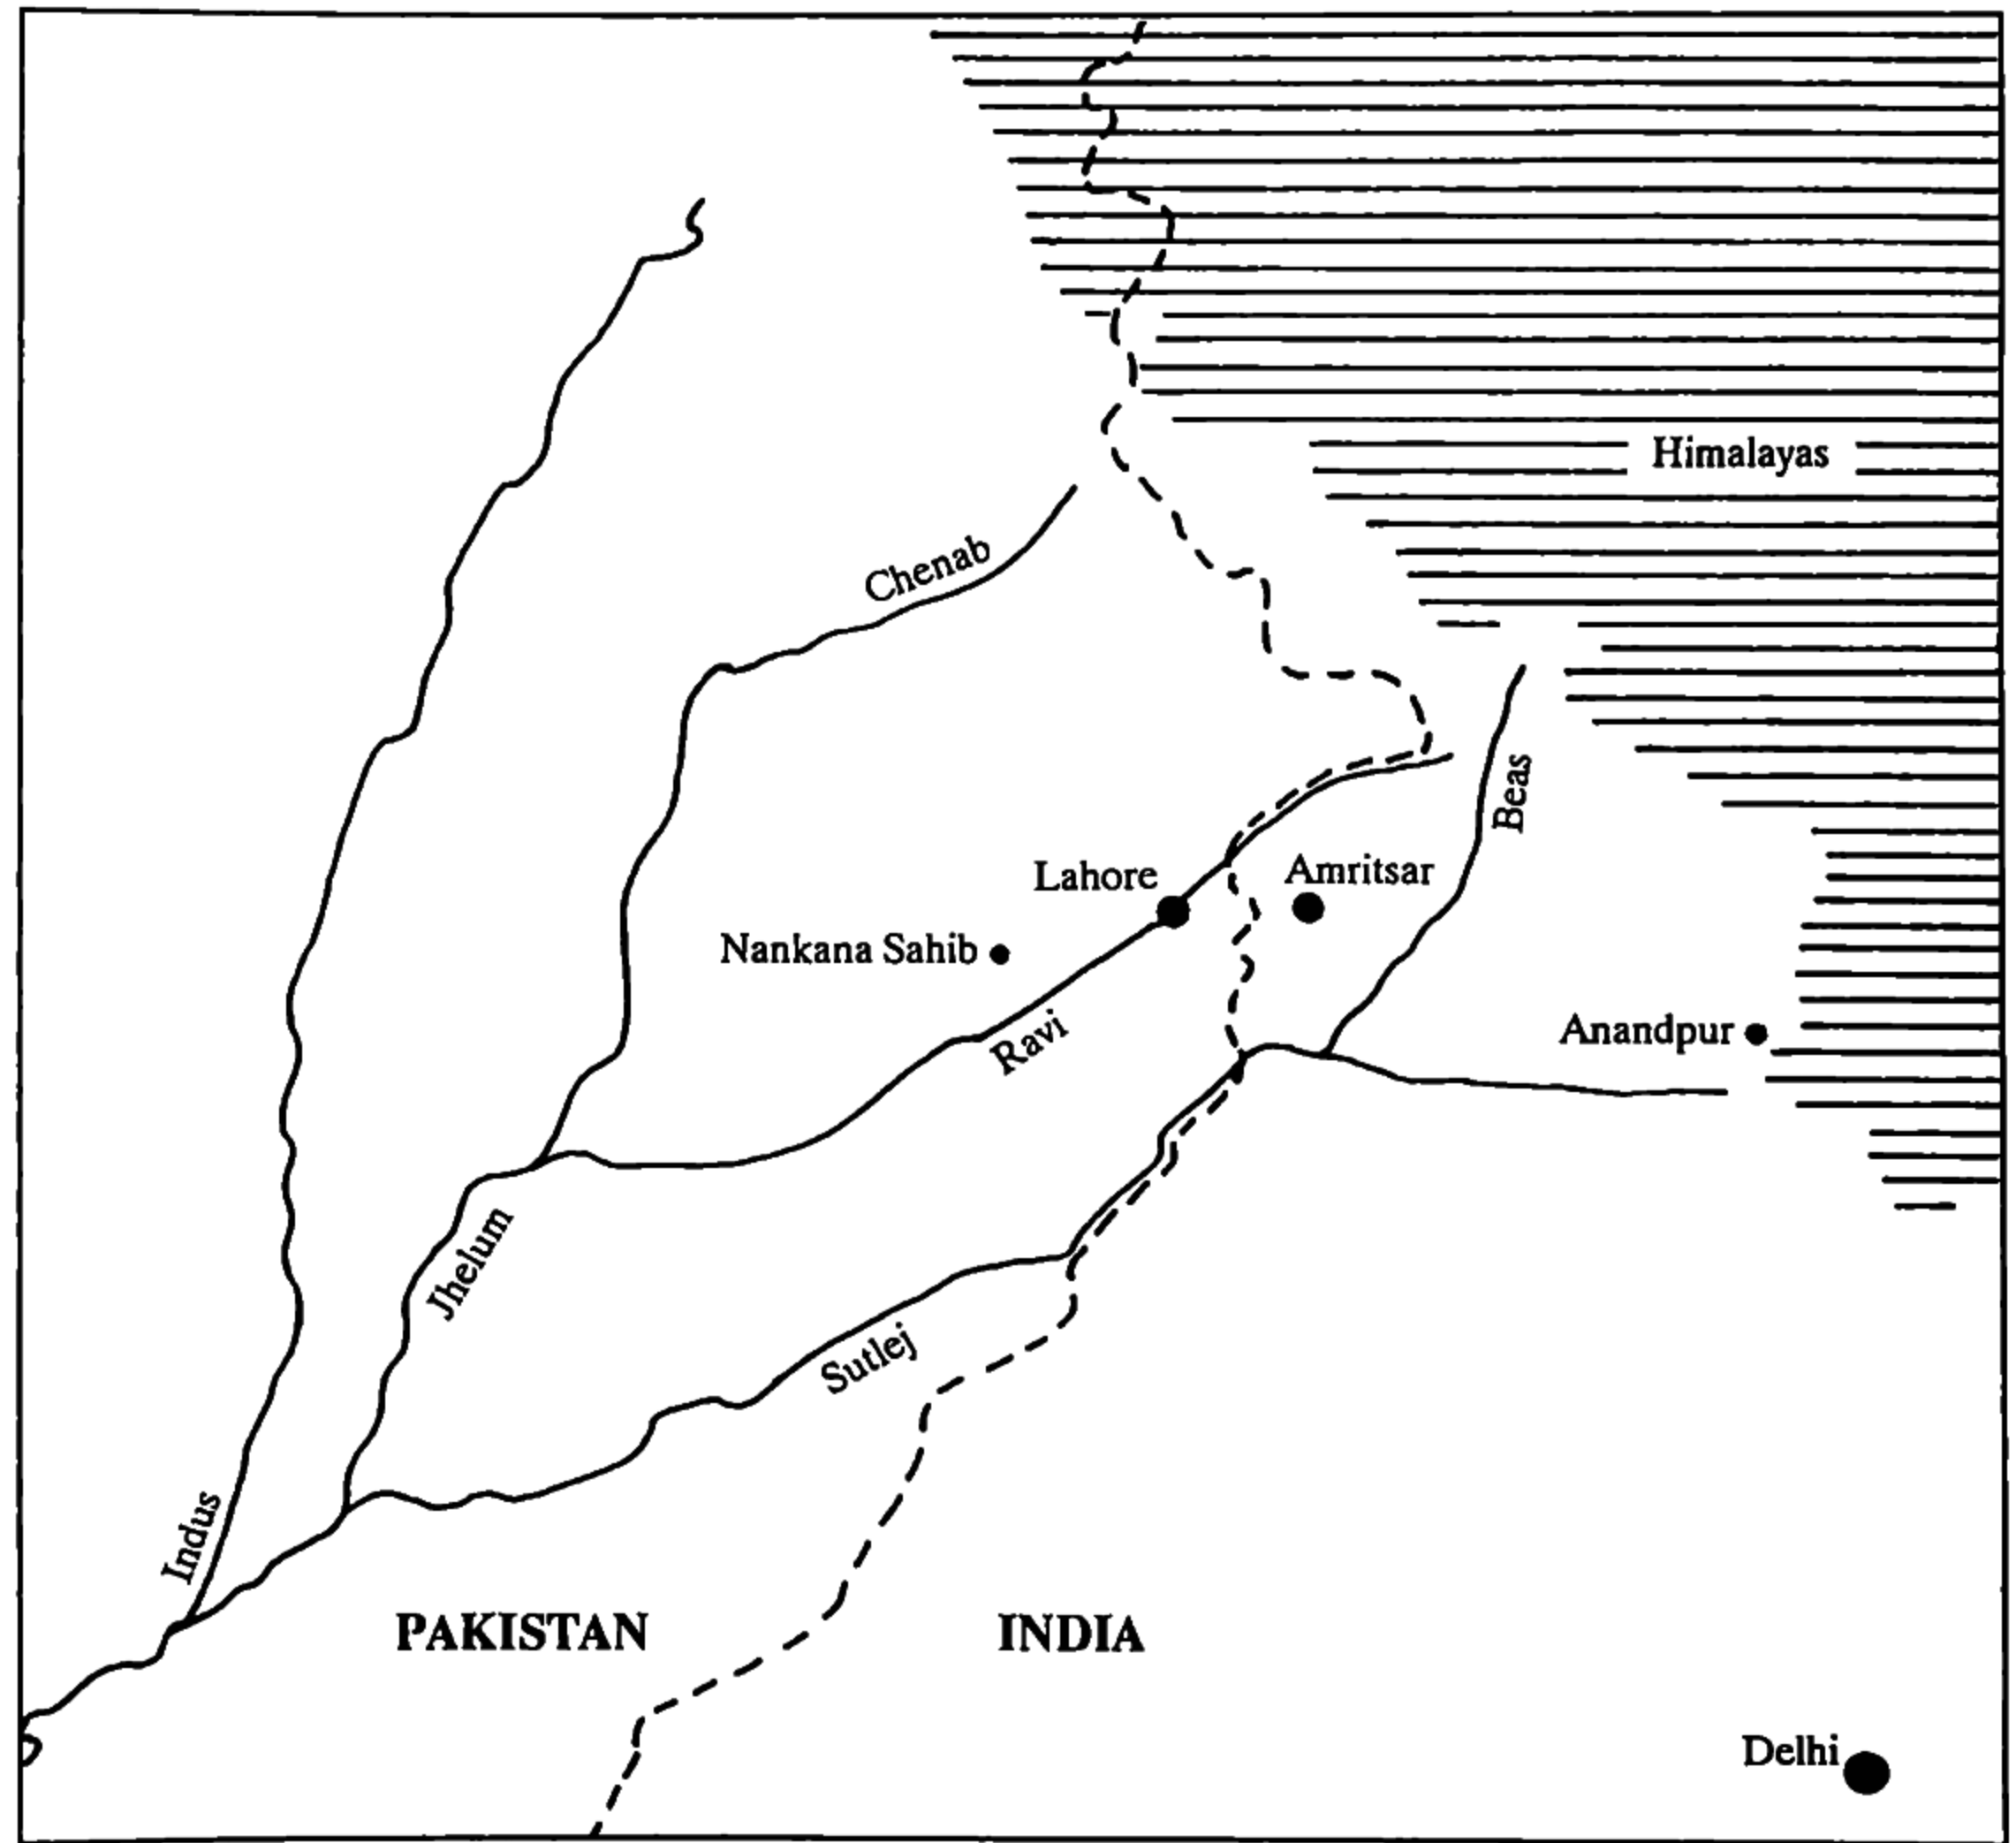 Himalayas
Chenab
Beas
Lahore
Amritsar
Nankana Sahib
Ravi
Anandpur
Jhelum
Sutlej
Indus
PAKISTAN
INDIA
Delhi